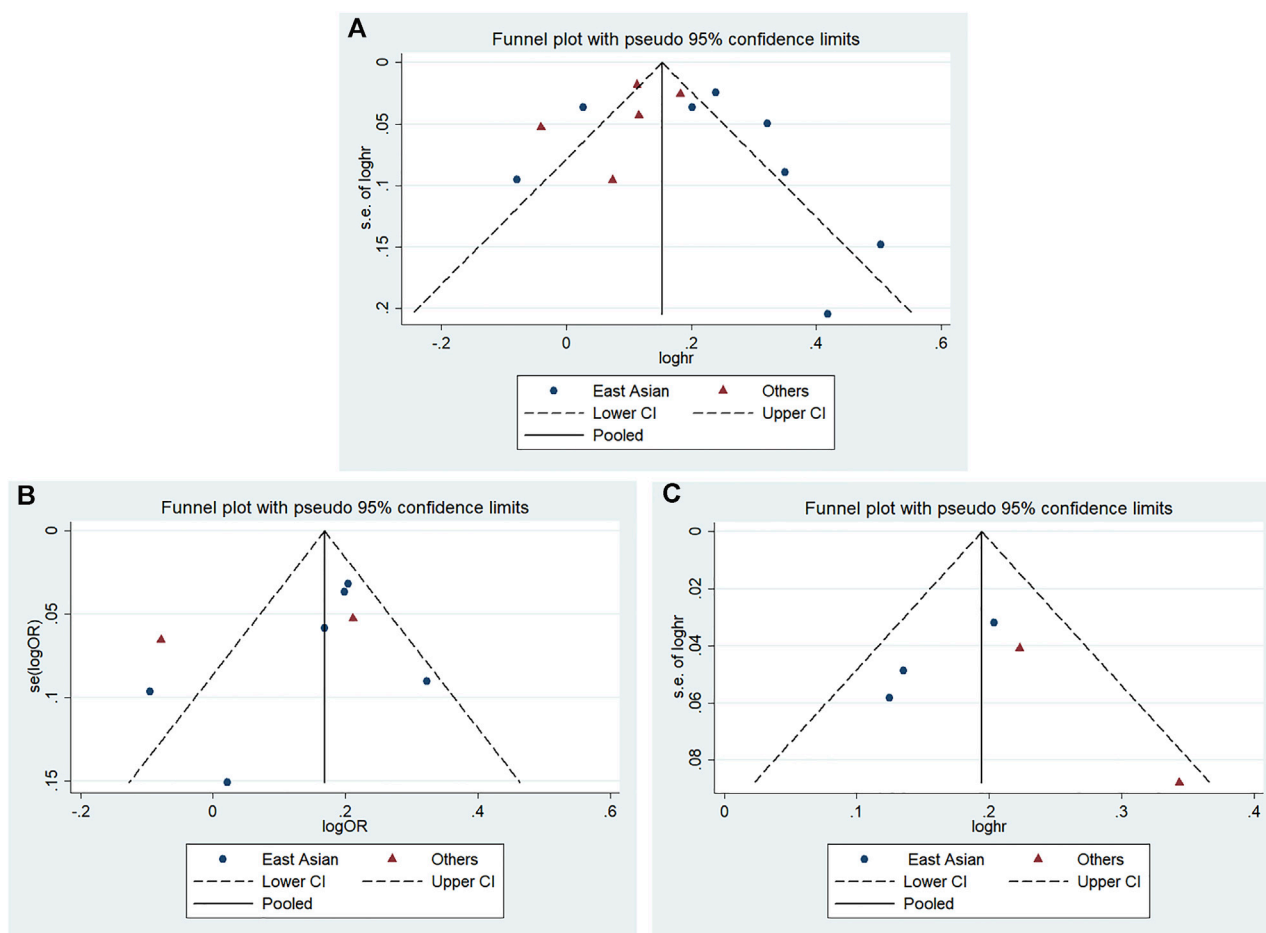 A
Funnel plot with pseudo 95% confidence limits
0
.05
.1
.15
.2
s.e. of loghr
-.2 0 .2 .4 .6
loghr
East Asian Others
Lower CI Upper CI
Pooled
B
Funnel plot with pseudo 95% confidence limits
0
.05
.1
.15
se(logOR)
-.2 0 .2 .4 .6
logOR
East Asian Others
Lower CI Upper CI
Pooled
C
Funnel plot with pseudo 95% confidence limits
0
.02
.04
.06
.08
s.e. of loghr
0 .1 .2 .3 .4
loghr
East Asian Others
Lower CI Upper CI
Pooled